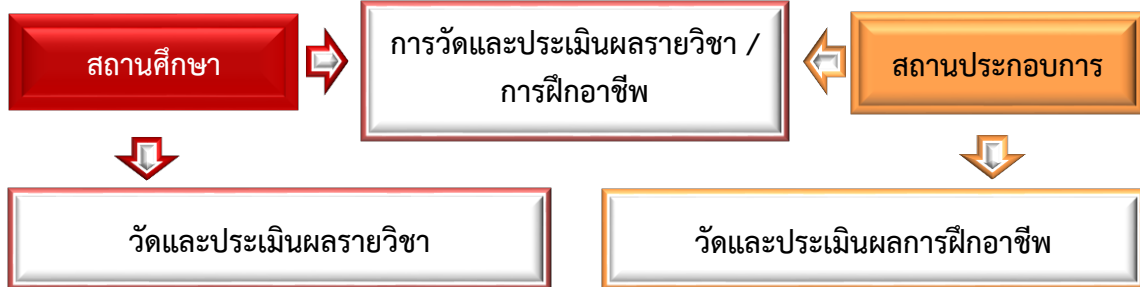 สถานศึกษา
การวัดและประเมินผลรายวิชา /
การฝึกอาชีพ
สถานประกอบการ
วัดและประเมินผลรายวิชา
วัดและประเมินผลการฝึกอาชีพ